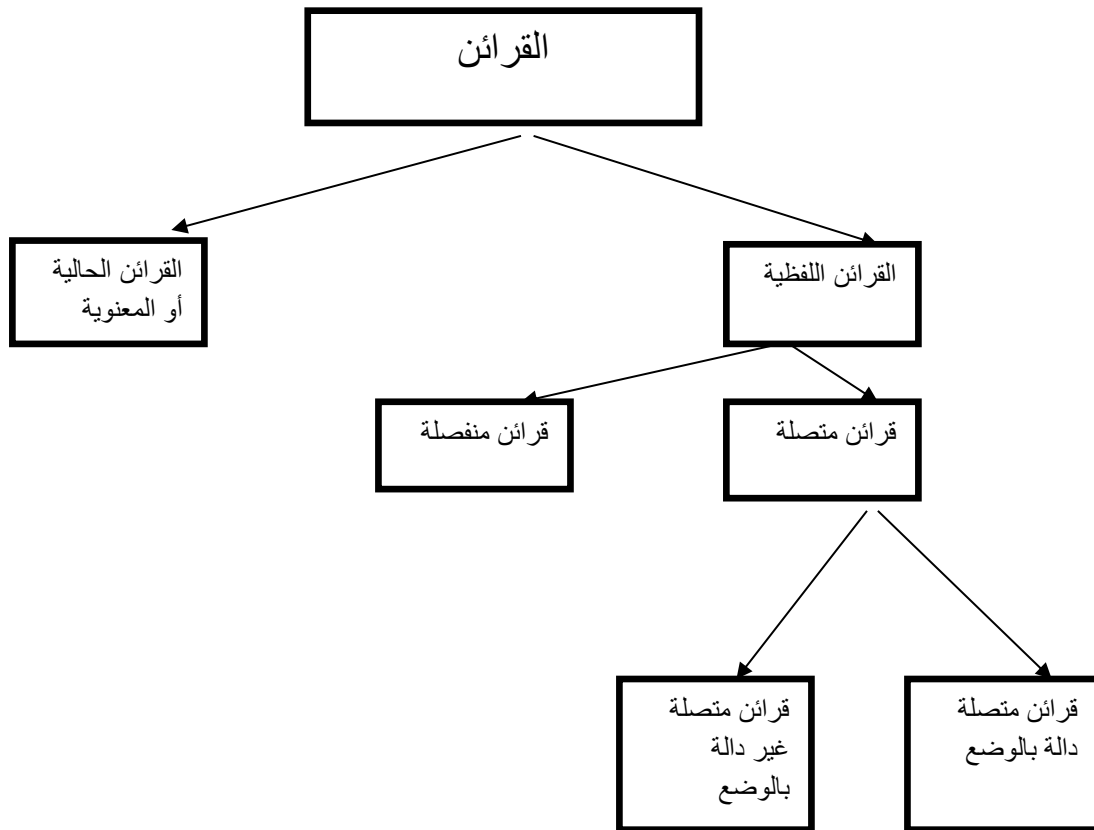 القرائن
القرائن اللفظية
القرائن الحالية
أو المعنوية
قرائن متصلة
قرائن منفصلة
قرائن متصلة
دالة بالوضع
قرائن متصلة
غير دالة
بالوضع